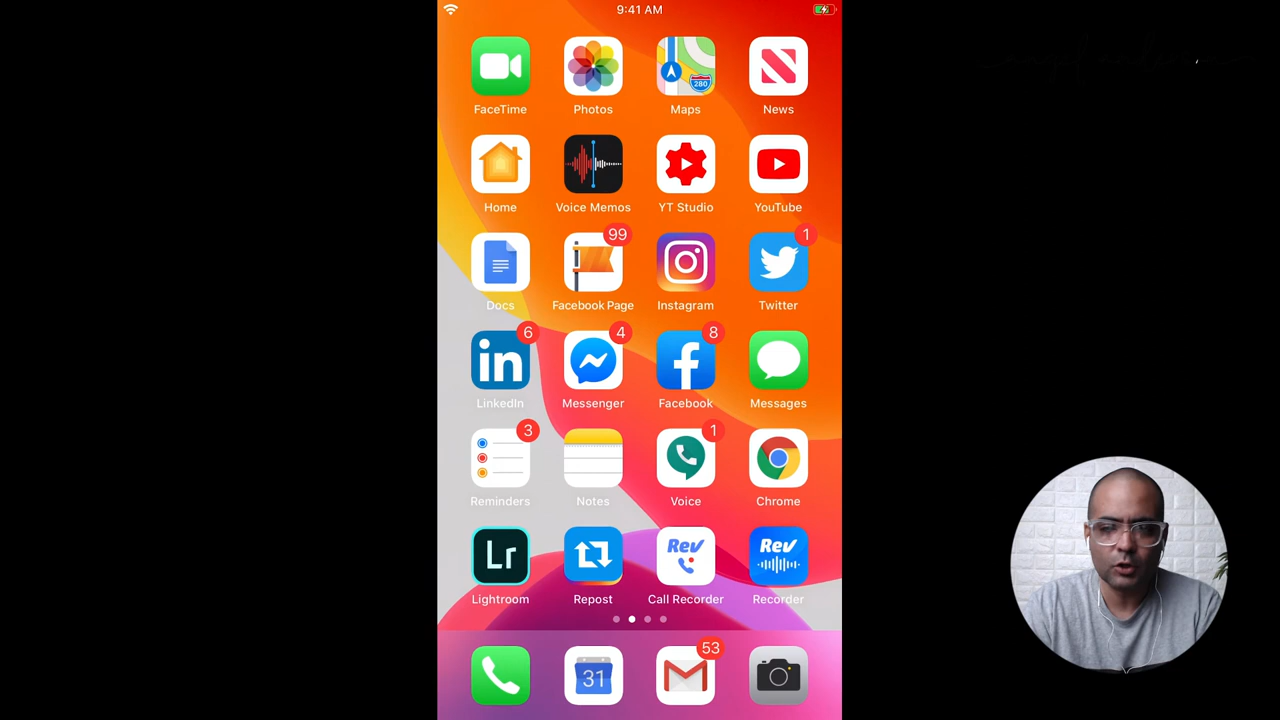 9:41 AM
FaceTime Photos Maps News
280
Home Voice Memos YT Studio YouTube
99 1
Docs Facebook Page Instagram Twitter
6 4 8
in
LinkedIn Messenger Facebook Messages
3 1
Reminders Notes Voice Chrome
Lr Rev Rev
Lightroom Repost Call Recorder Recorder
53
31